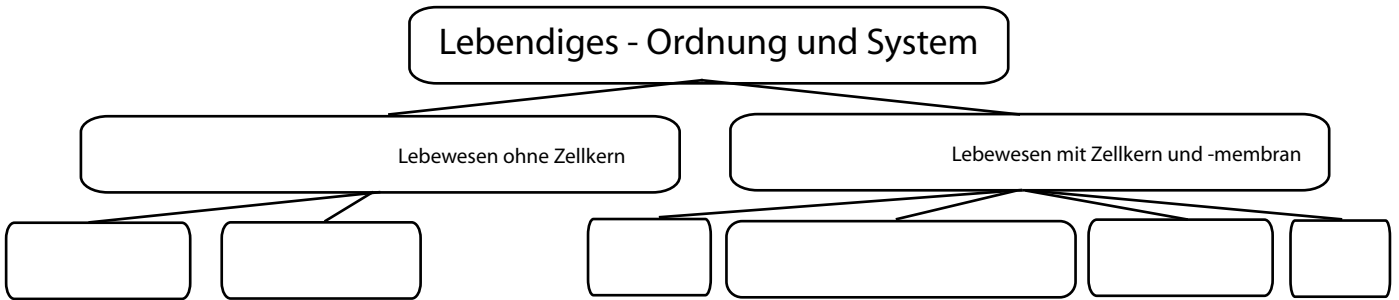 Lebendiges - Ordnung und System
Lebewesen ohne Zellkern
Lebewesen mit Zellkern und -membran